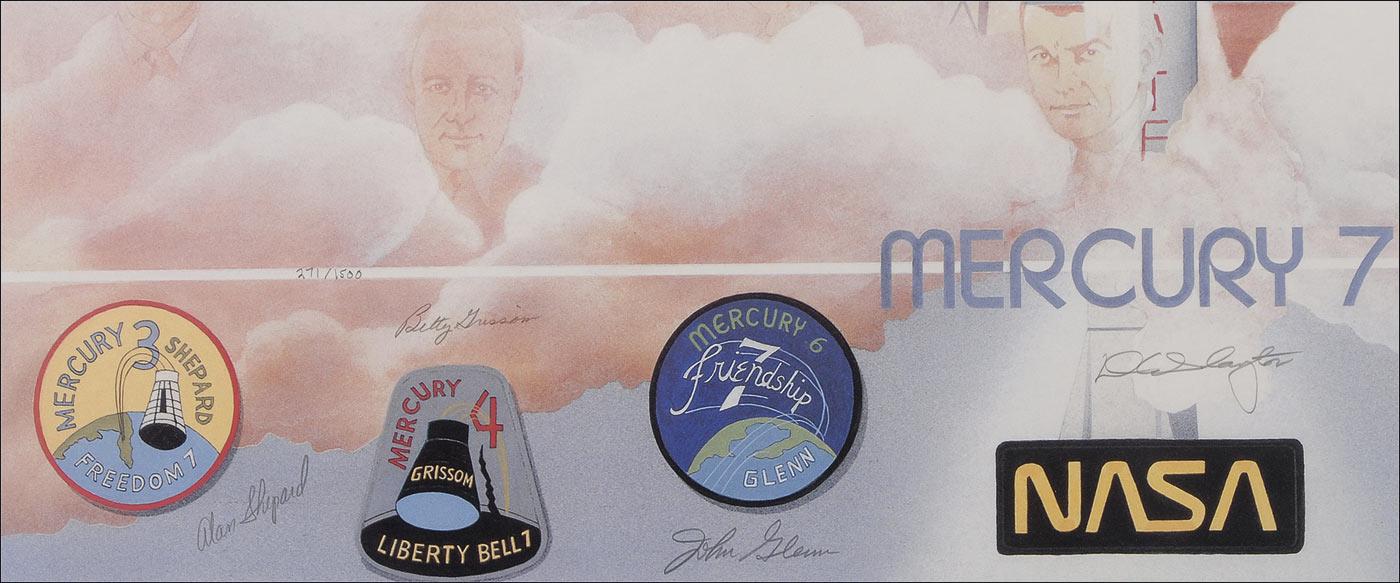 MERCURY 7
271/1500
Betty Grissom
MERCURY 3 SHEPARD
FREEDOM 7
Alan Shepard
MERCURY 4
GRISSOM
LIBERTY BELL 7
MERCURY 6
friendship
7
GLENN
John Glenn
D K Slayton
NASA